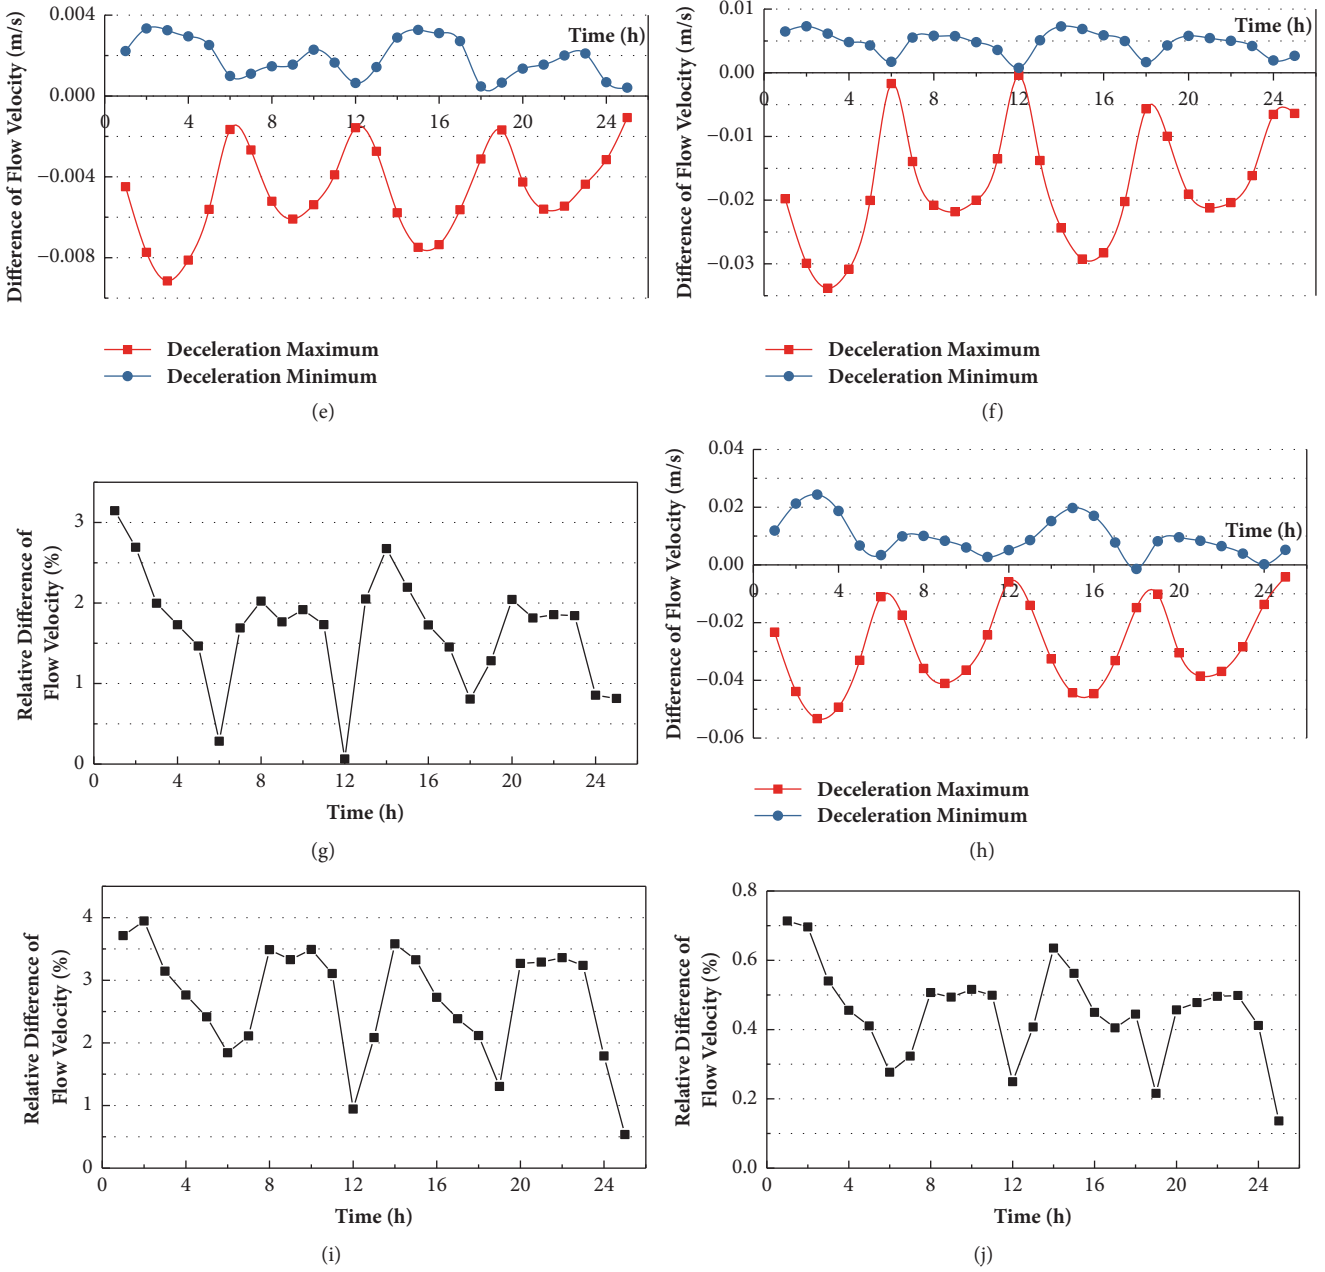 Difference of Flow Velocity (m/s)
0.004
0.000
−0.004
−0.008
Time (h)
0 4 8 12 16 20 24
Deceleration Maximum
Deceleration Minimum
(e)
Difference of Flow Velocity (m/s)
0.01
0.00
−0.01
−0.02
−0.03
Time (h)
0 4 8 12 16 20 24
Deceleration Maximum
Deceleration Minimum
(f)
Relative Difference of
Flow Velocity (%)
3
2
1
0
0 4 8 12 16 20 24
Time (h)
(g)
Difference of Flow Velocity (m/s)
0.04
0.02
0.00
−0.02
−0.04
−0.06
Time (h)
0 4 8 12 16 20 24
Deceleration Maximum
Deceleration Minimum
(h)
Relative Difference of
Flow Velocity (%)
4
3
2
1
0
0 4 8 12 16 20 24
Time (h)
(i)
Relative Difference of
Flow Velocity (%)
0.8
0.6
0.4
0.2
0.0
0 4 8 12 16 20 24
Time (h)
(j)